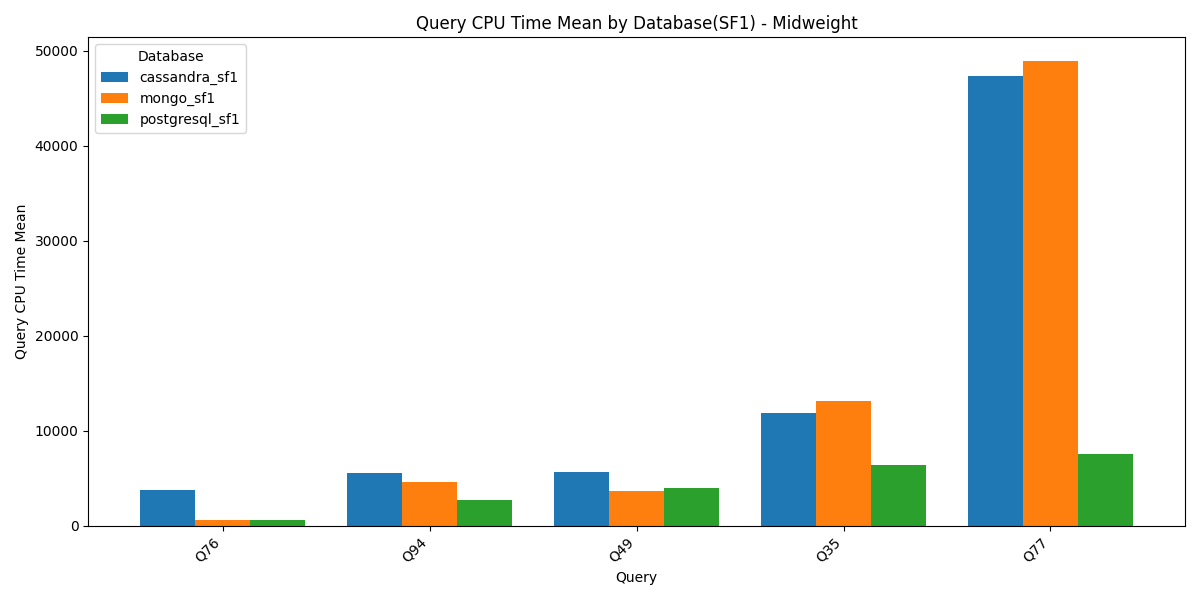 Query CPU Time Mean by Database(SF1) - Midweight
Database
cassandra_sf1
mongo_sf1
postgresql_sf1
Query CPU Time Mean
50000
40000
30000
20000
10000
0
Q76
Q94
Q49
Q35
Q77
Query